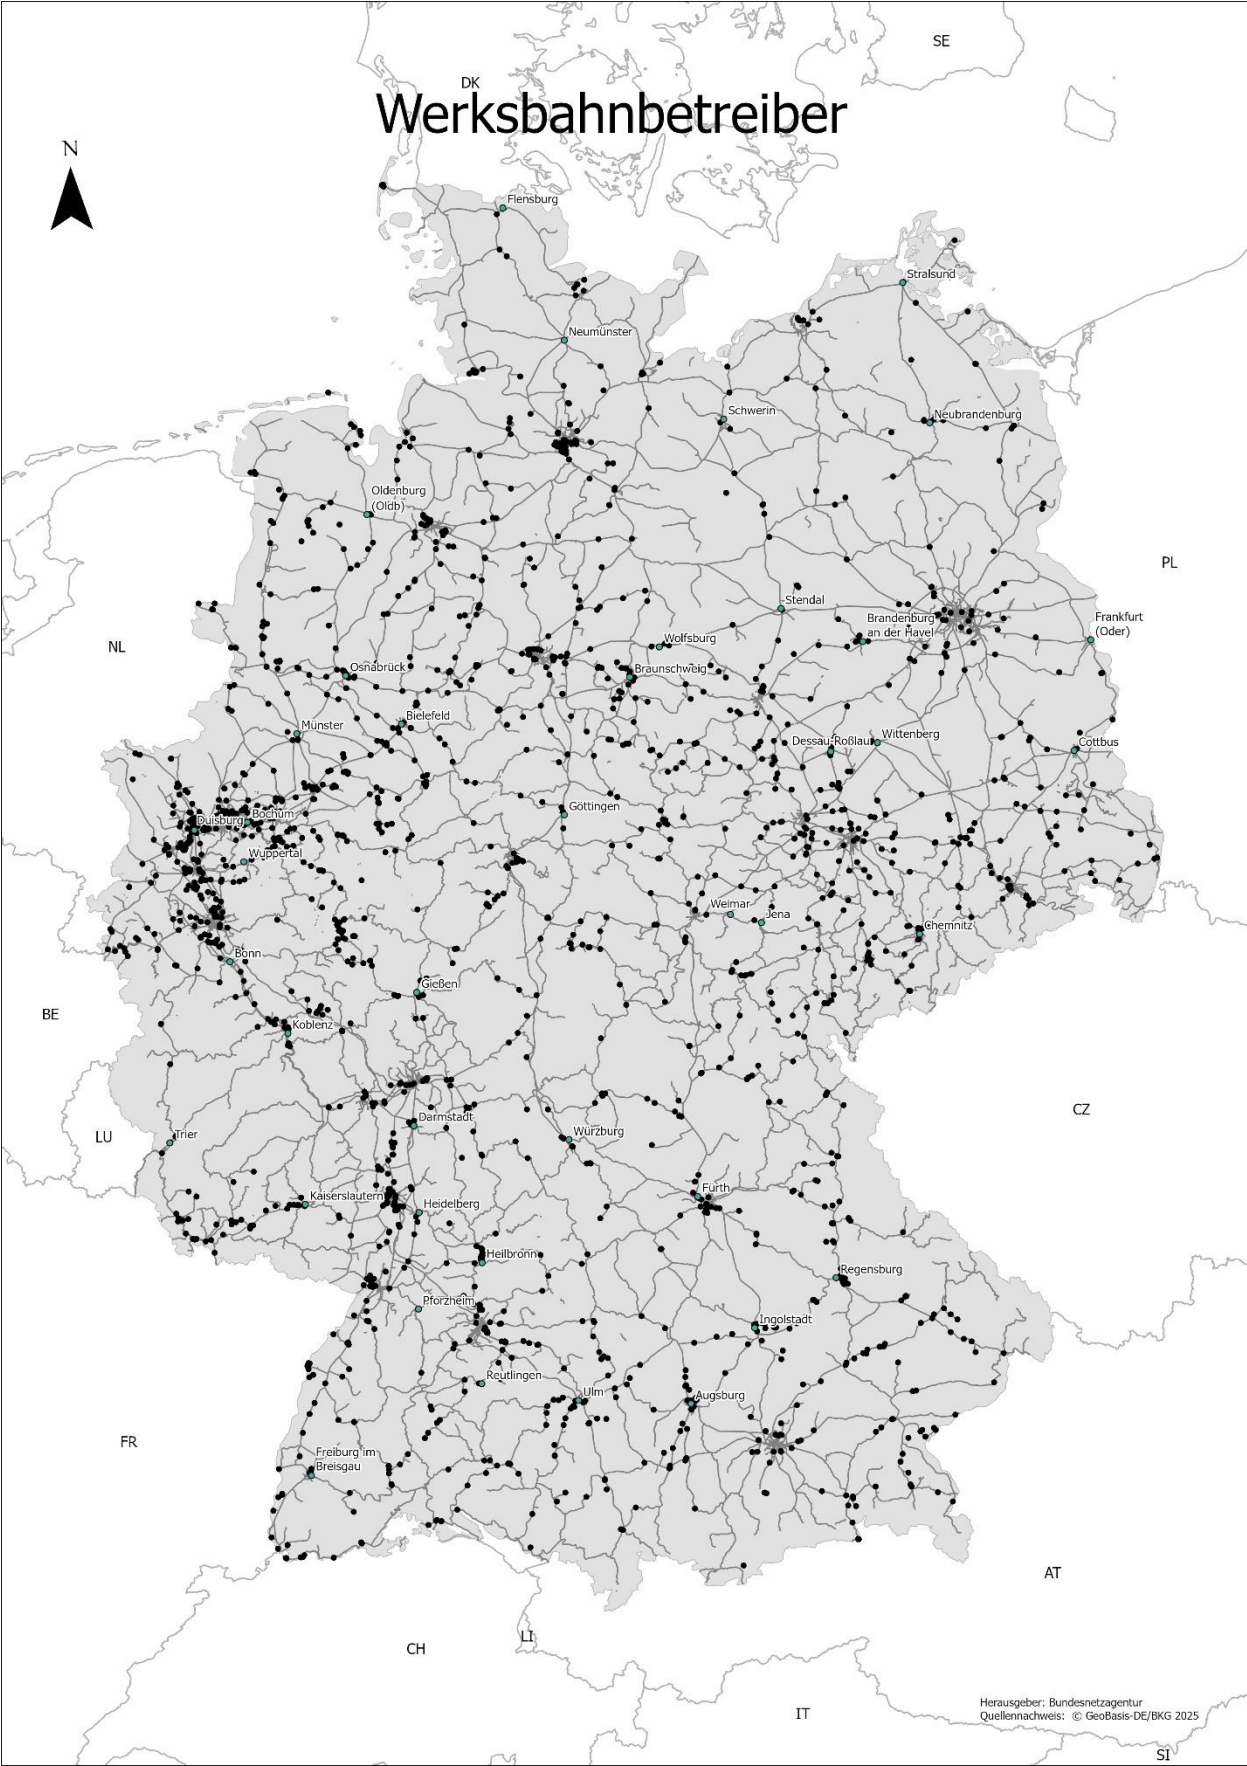 SE
DK
Werksbahnbetreiber
N
Flensburg
Stralsund
Neumünster
Schwerin
Neubrandenburg
Oldenburg
(Oldb)
PL
Stendal
Brandenburg
an der Havel
Frankfurt
(Oder)
NL
Wolfsburg
Osnabrück
Braunschweig
Münster
Bielefeld
Dessau-Roßlau
Wittenberg
Cottbus
Göttingen
Duisburg
Bochum
Wuppertal
Weimar
Jena
Chemnitz
Bonn
Gießen
BE
Koblenz
CZ
Darmstadt
LU
Trier
Würzburg
Kaiserslautern
Heidelberg
Fürth
Heilbronn
Regensburg
Pforzheim
Ingolstadt
Reutlingen
Ulm
Augsburg
FR
Freiburg im
Breisgau
AT
CH
LI
IT
Herausgeber: Bundesnetzagentur
Quellennachweis: © GeoBasis-DE/BKG 2025
SI